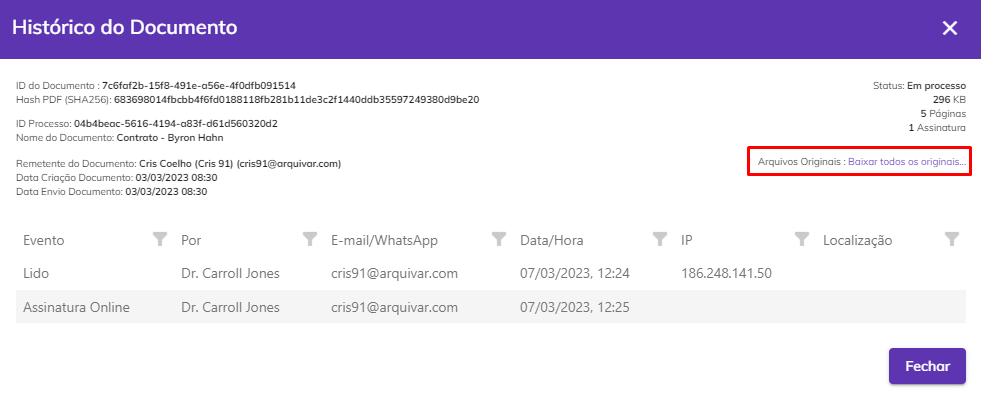 Histórico do Documento
ID do Documento : 7c6faf2b-15f8-491e-a56e-4f0dfb091514
Hash PDF (SHA256): 683698014fbcbb4f6fd0188118fb281b11de3c2f1440ddb35597249380d9be20
ID Processo: 04b4beac-5616-4194-a83f-d61d560320d2
Nome do Documento: Contrato - Byron Hahn
Remetente do Documento: Cris Coelho (Cris 91) (cris91@arquivar.com)
Data Criação Documento: 03/03/2023 08:30
Data Envio Documento: 03/03/2023 08:30
Status: Em processo
296 KB
5 Páginas
1 Assinatura
Arquivos Originais : Baixar todos os originais...
Evento Por E-mail/WhatsApp Data/Hora IP Localização
Lido Dr. Carroll Jones cris91@arquivar.com 07/03/2023, 12:24 186.248.141.50
Assinatura Online Dr. Carroll Jones cris91@arquivar.com 07/03/2023, 12:25
Fechar